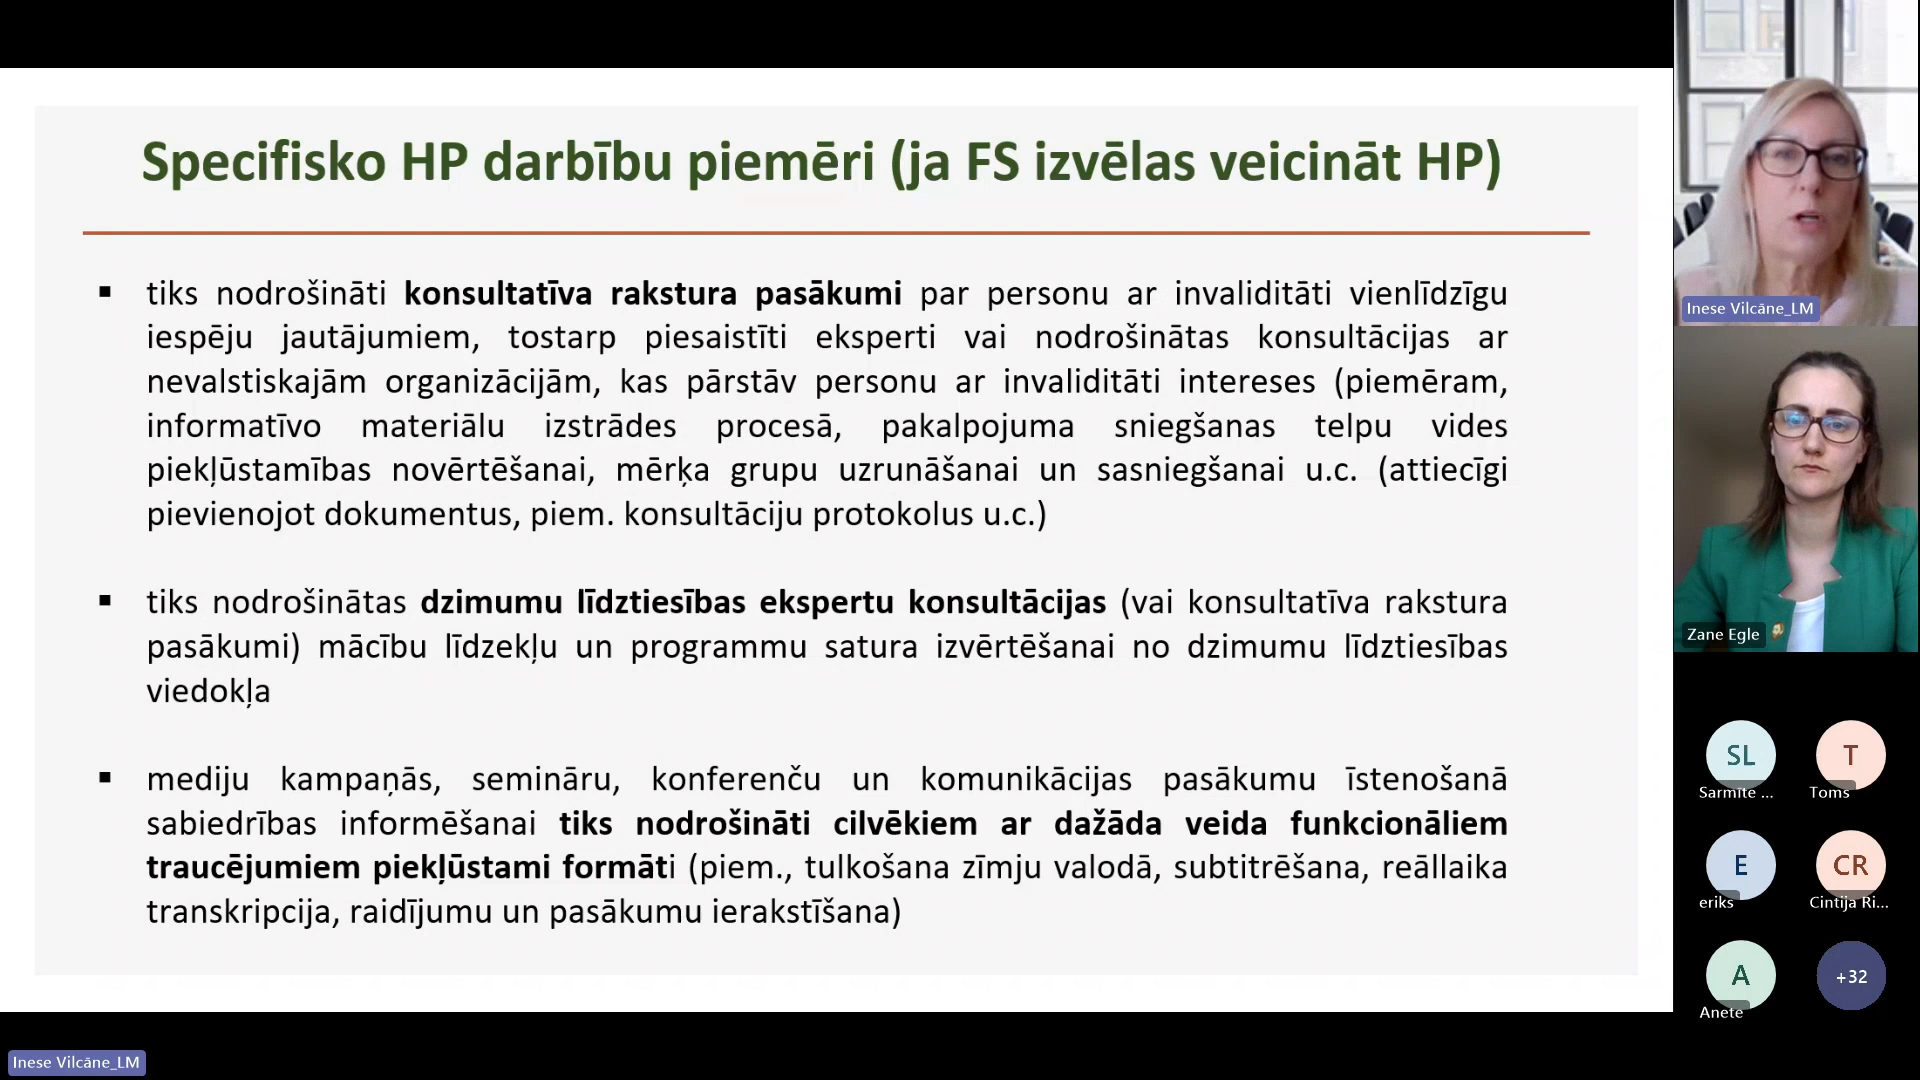 Specifisko HP darbību piemēri (ja FS izvēlas veicināt HP)
▪ tiks nodrošināti konsultatīva rakstura pasākumi par personu ar invaliditāti vienlīdzīgu
iespēju jautājumiem, tostarp piesaistīti eksperti vai nodrošinātas konsultācijas ar
nevalstiskajām organizācijām, kas pārstāv personu ar invaliditāti intereses (piemēram,
informatīvo materiālu izstrādes procesā, pakalpojuma sniegšanas telpu vides
piekļūstamības novērtēšanai, mērķa grupu uzrunāšanai un sasniegšanai u.c. (attiecīgi
pievienojot dokumentus, piem. konsultāciju protokolus u.c.)
▪ tiks nodrošinātas dzimumu līdztiesības ekspertu konsultācijas (vai konsultatīva rakstura
pasākumi) mācību līdzekļu un programmu satura izvērtēšanai no dzimumu līdztiesības
viedokļa
▪ mediju kampaņās, semināru, konferenču un komunikācijas pasākumu īstenošanā
sabiedrības informēšanai tiks nodrošināti cilvēkiem ar dažāda veida funkcionāliem
traucējumiem piekļūstami formāti (piem., tulkošana zīmju valodā, subtitrēšana, reāllaika
transkripcija, raidījumu un pasākumu ierakstīšana)
Inese Vilcāne_LM
Zane Egle
SL
Sarmīte ...
T
Toms
E
eriks
CR
Cintija Ri...
A
Anete
+32
Inese Vilcāne_LM